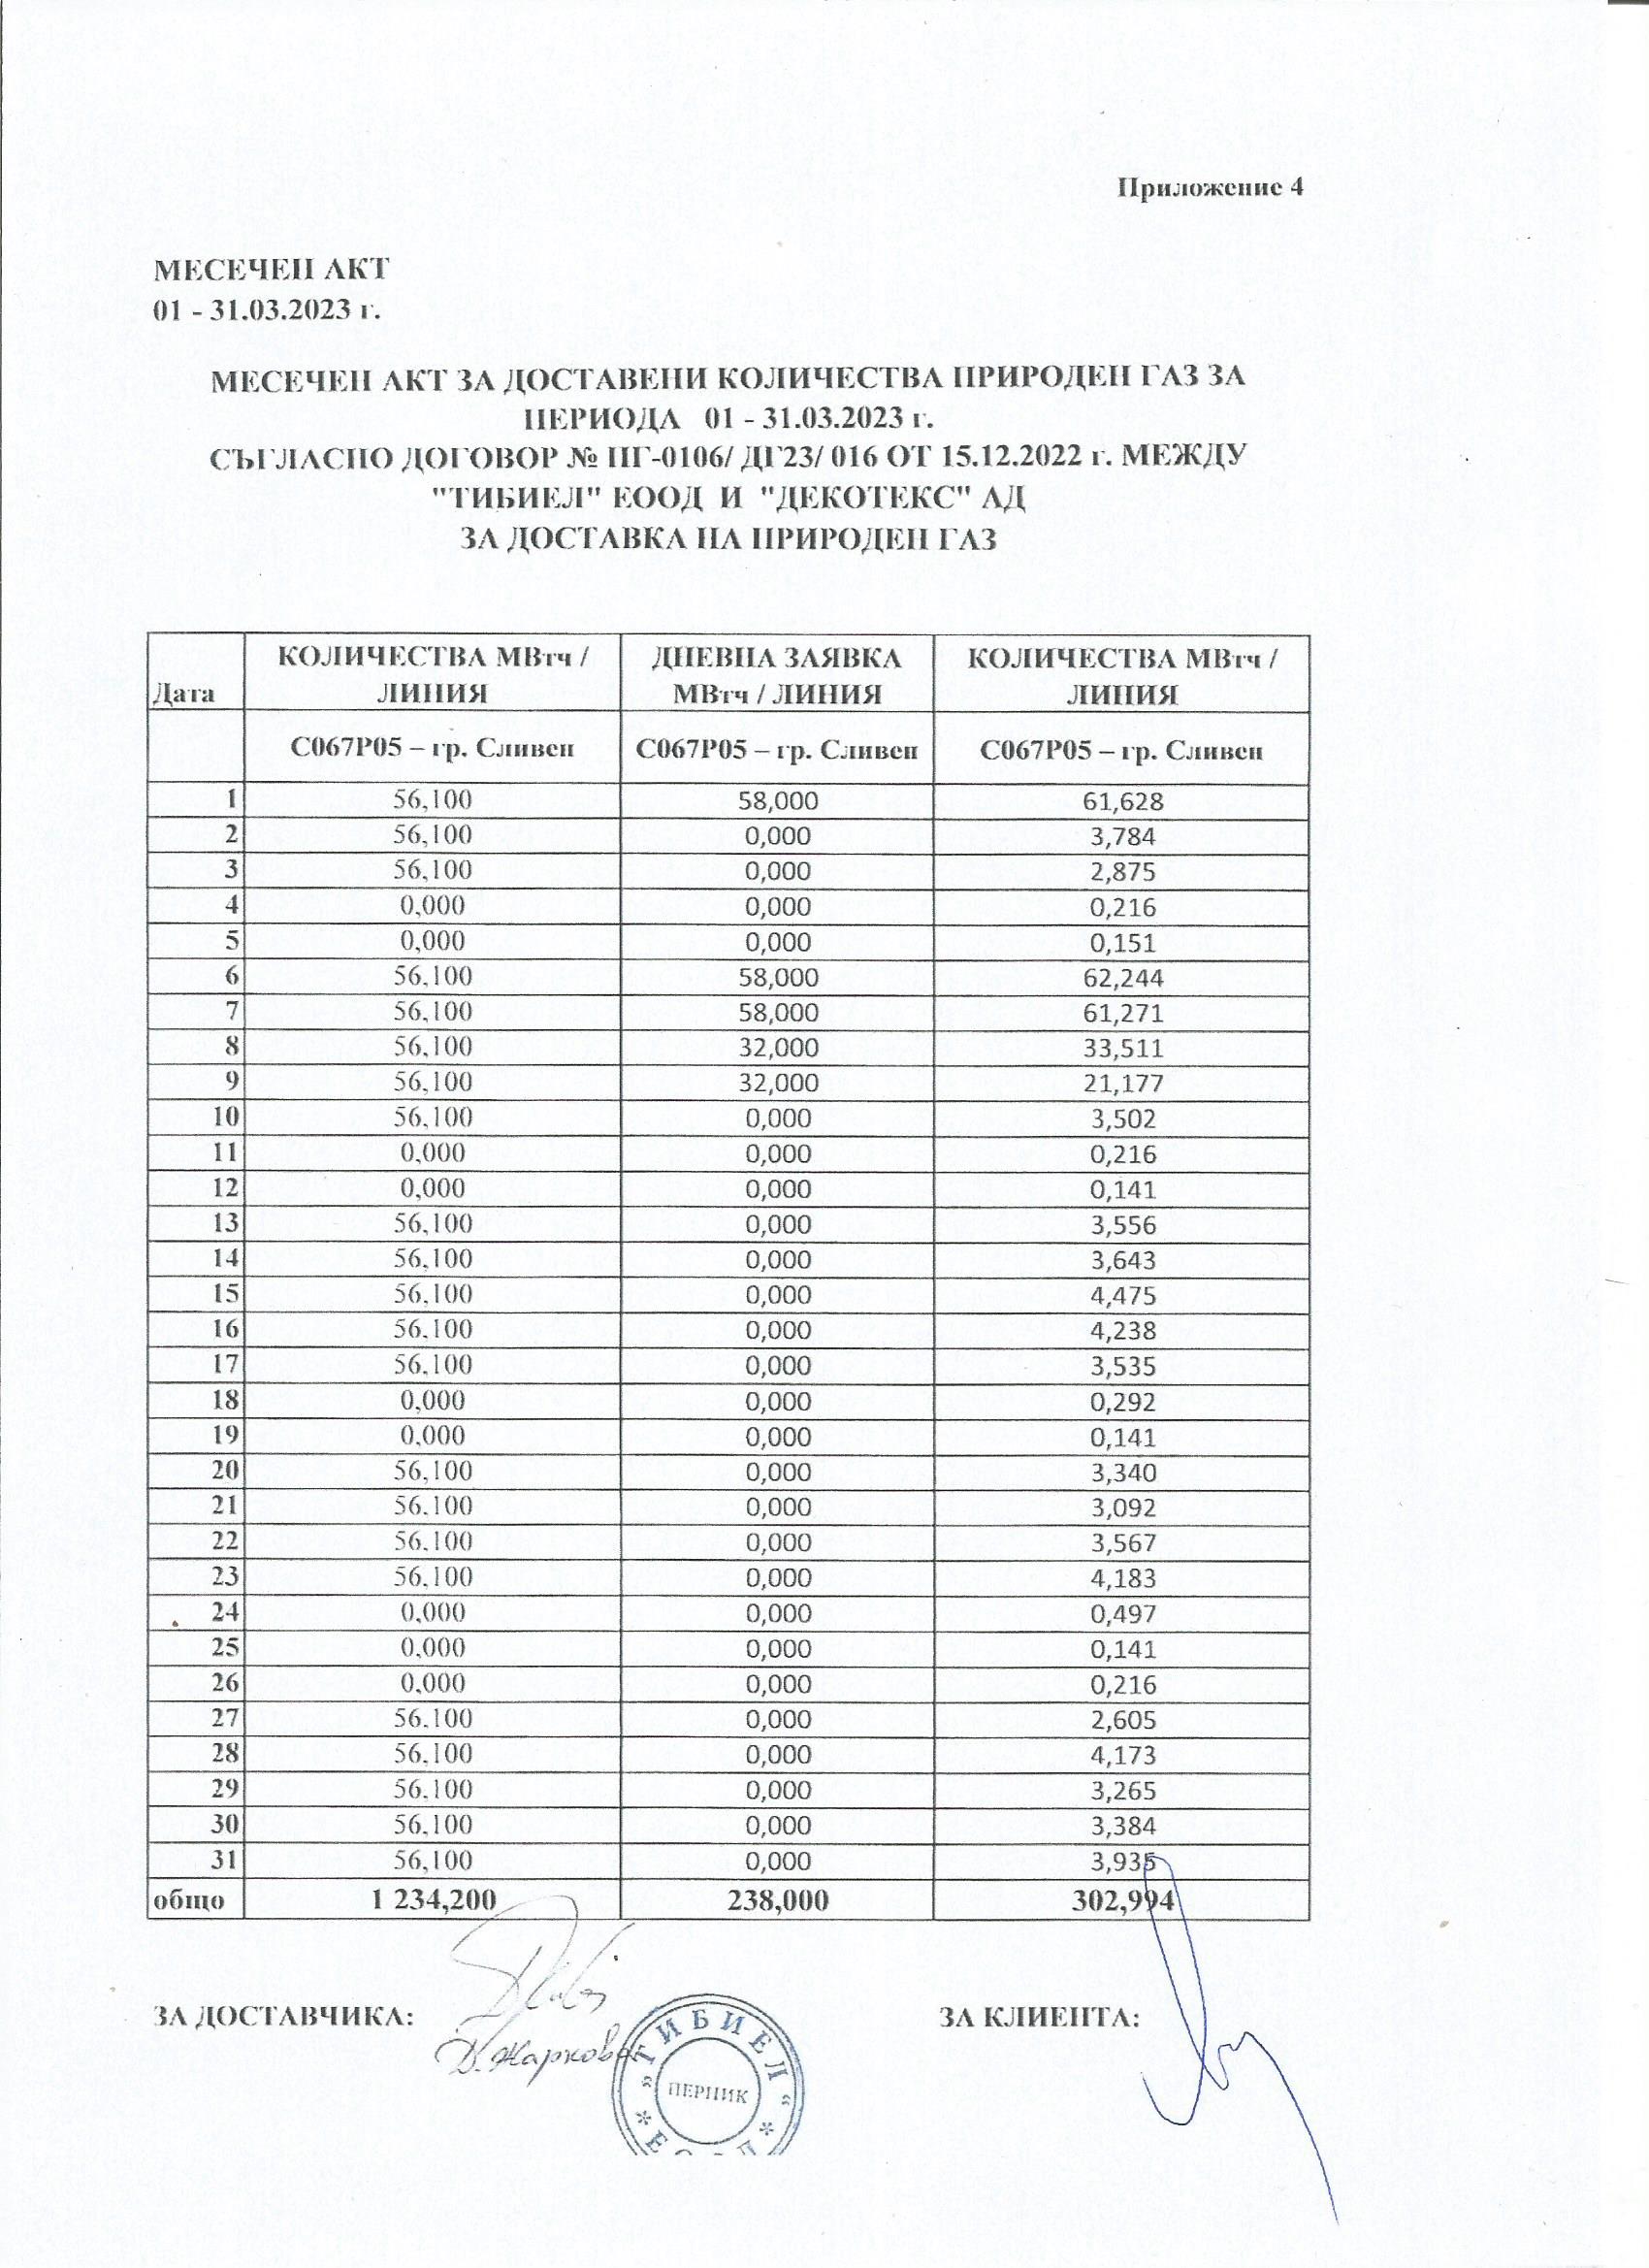 Приложение 4
МЕСЕЧЕН АКТ
01 - 31.03.2023 г.
МЕСЕЧЕН АКТ ЗА ДОСТАВЕНИ КОЛИЧЕСТВА ПРИРОДЕН ГАЗ ЗА
ПЕРИОДА 01 - 31.03.2023 г.
СЪГЛАСНО ДОГОВОР № ПГ-0106/ ДГ23/ 016 ОТ 15.12.2022 г. МЕЖДУ
"ТИБИЕЛ" ЕООД И "ДЕКОТЕКС" АД
ЗА ДОСТАВКА НА ПРИРОДЕН ГАЗ
Дата КОЛИЧЕСТВА МВтч / ЛИНИЯ ДНЕВНА ЗАЯВКА МВтч / ЛИНИЯ КОЛИЧЕСТВА МВтч / ЛИНИЯ
С067Р05 – гр. Сливен С067Р05 – гр. Сливен С067Р05 – гр. Сливен
1 56,100 58,000 61,628
2 56,100 0,000 3,784
3 56,100 0,000 2,875
4 0,000 0,000 0,216
5 0,000 0,000 0,151
6 56,100 58,000 62,244
7 56,100 58,000 61,271
8 56,100 32,000 33,511
9 56,100 32,000 21,177
10 56,100 0,000 3,502
11 0,000 0,000 0,216
12 0,000 0,000 0,141
13 56,100 0,000 3,556
14 56,100 0,000 3,643
15 56,100 0,000 4,475
16 56,100 0,000 4,238
17 56,100 0,000 3,535
18 0,000 0,000 0,292
19 0,000 0,000 0,141
20 56,100 0,000 3,340
21 56,100 0,000 3,092
22 56,100 0,000 3,567
23 56,100 0,000 4,183
24 0,000 0,000 0,497
25 0,000 0,000 0,141
26 0,000 0,000 0,216
27 56,100 0,000 2,605
28 56,100 0,000 4,173
29 56,100 0,000 3,265
30 56,100 0,000 3,384
31 56,100 0,000 3,935
общо 1 234,200 238,000 302,994
ЗА ДОСТАВЧИКА: ЗА КЛИЕНТА:
Д. Жаркова
"ТИБИЕЛ"
ПЕРНИК